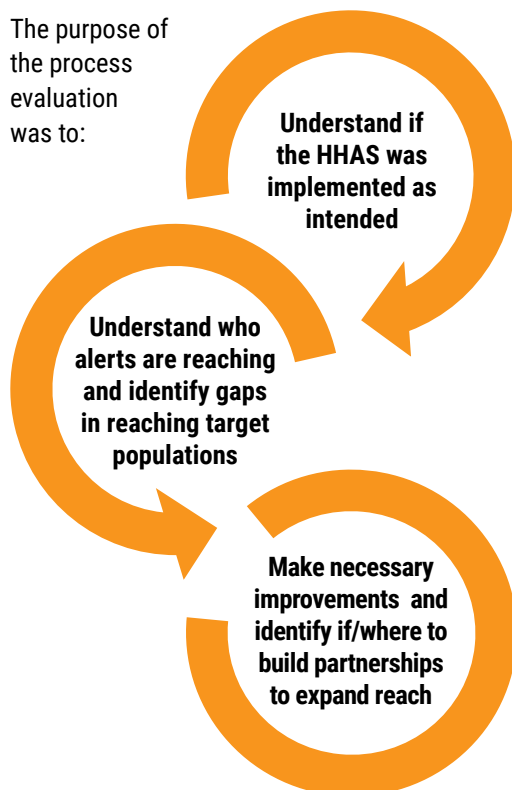 The purpose of
the process
evaluation
was to:
Understand if
the HHAS was
implemented as
intended
Understand who
alerts are reaching
and identify gaps
in reaching target
populations
Make necessary
improvements and
identify if/where to
build partnerships
to expand reach